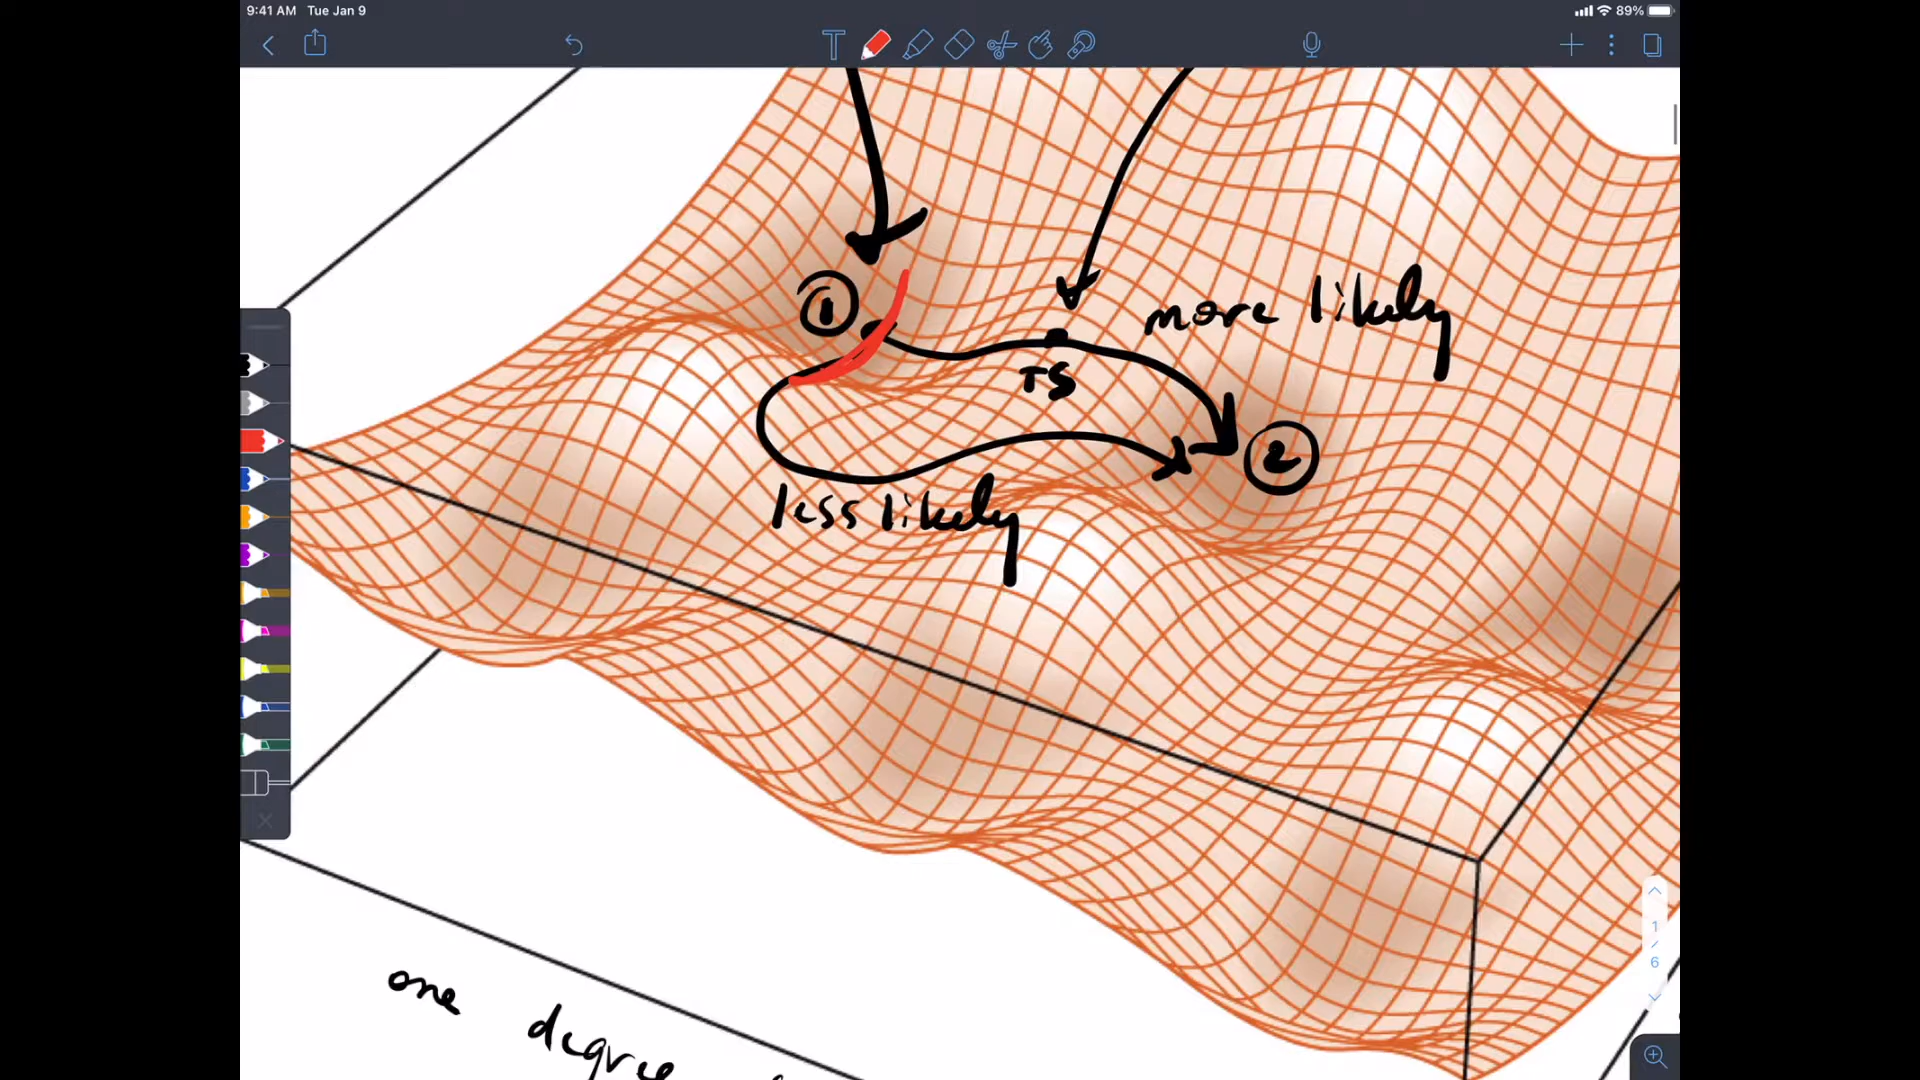 9:41 AM Tue Jan 9
89%
T
1
more likely
TS
2
less likely
1
/
6
one degree